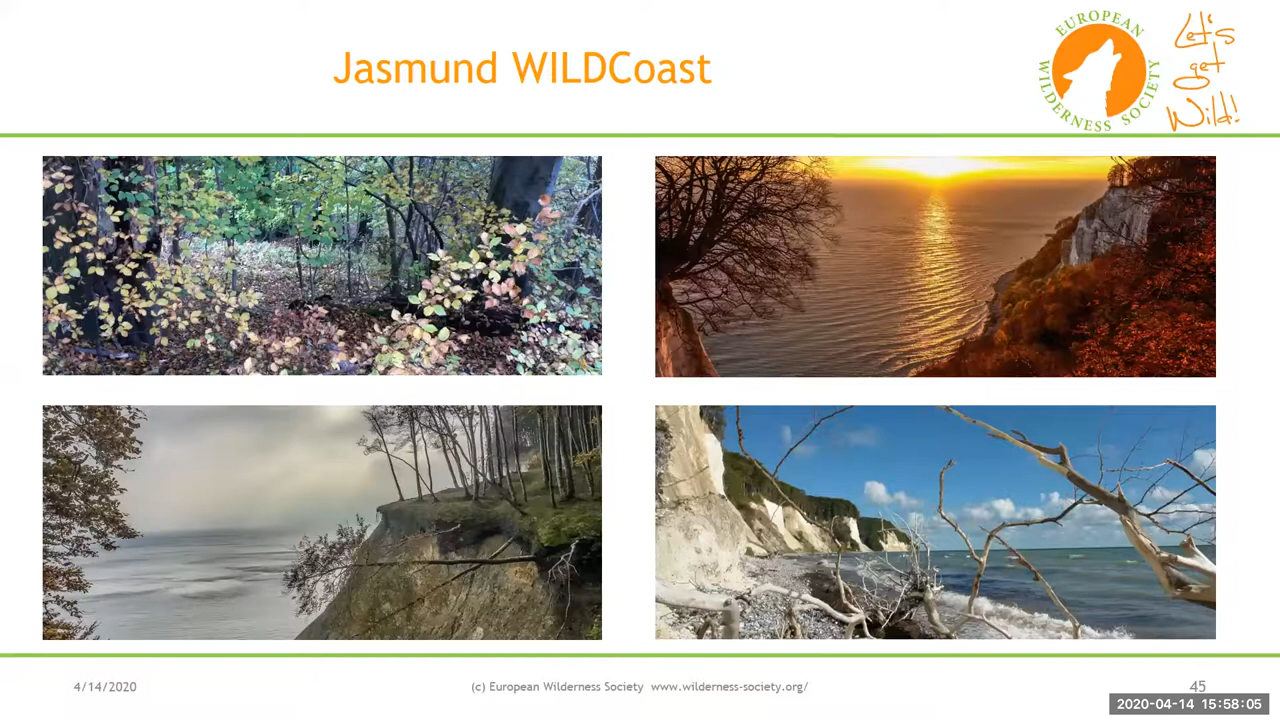 Jasmund WILDCoast
EUROPEAN
WILDERNESS SOCIETY
Let's
get
Wild!
4/14/2020
(c) European Wilderness Society www.wilderness-society.org/
45
2020-04-14 15:58:05